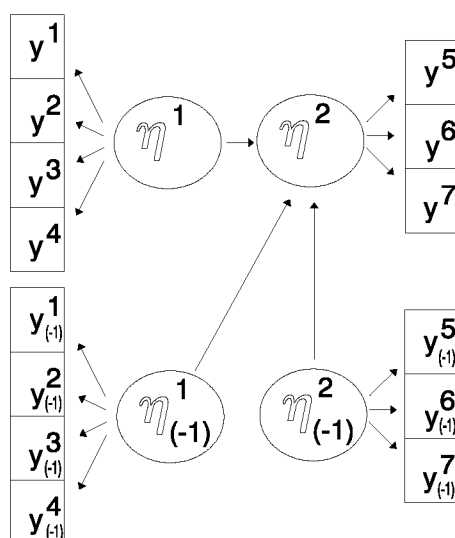 y1
y2
y3
y4
η1
η2
y5
y6
y7
y1(-1)
y2(-1)
y3(-1)
y4(-1)
η1(-1)
η2(-1)
y5(-1)
y6(-1)
y7(-1)